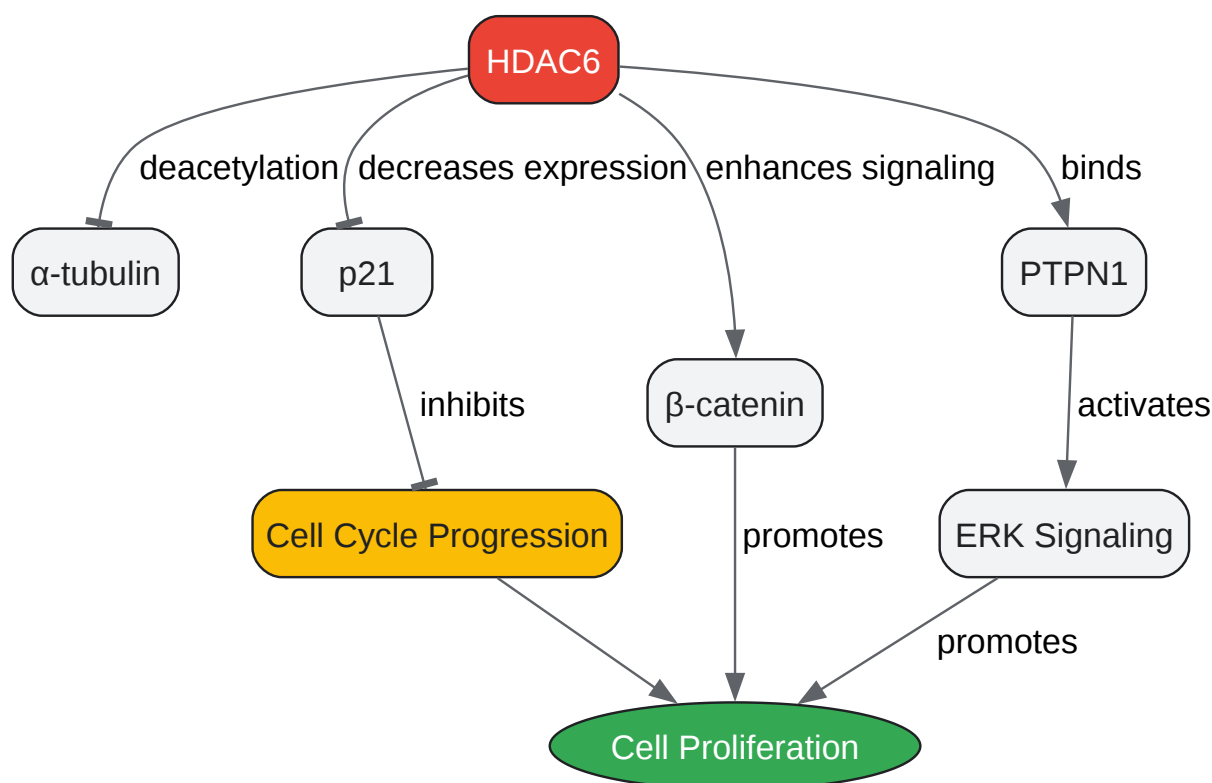 HDAC6
deacetylation
decreases expression
enhances signaling
binds
α-tubulin
p21
PTPN1
inhibits
β-catenin
activates
Cell Cycle Progression
promotes
ERK Signaling
promotes
Cell Proliferation